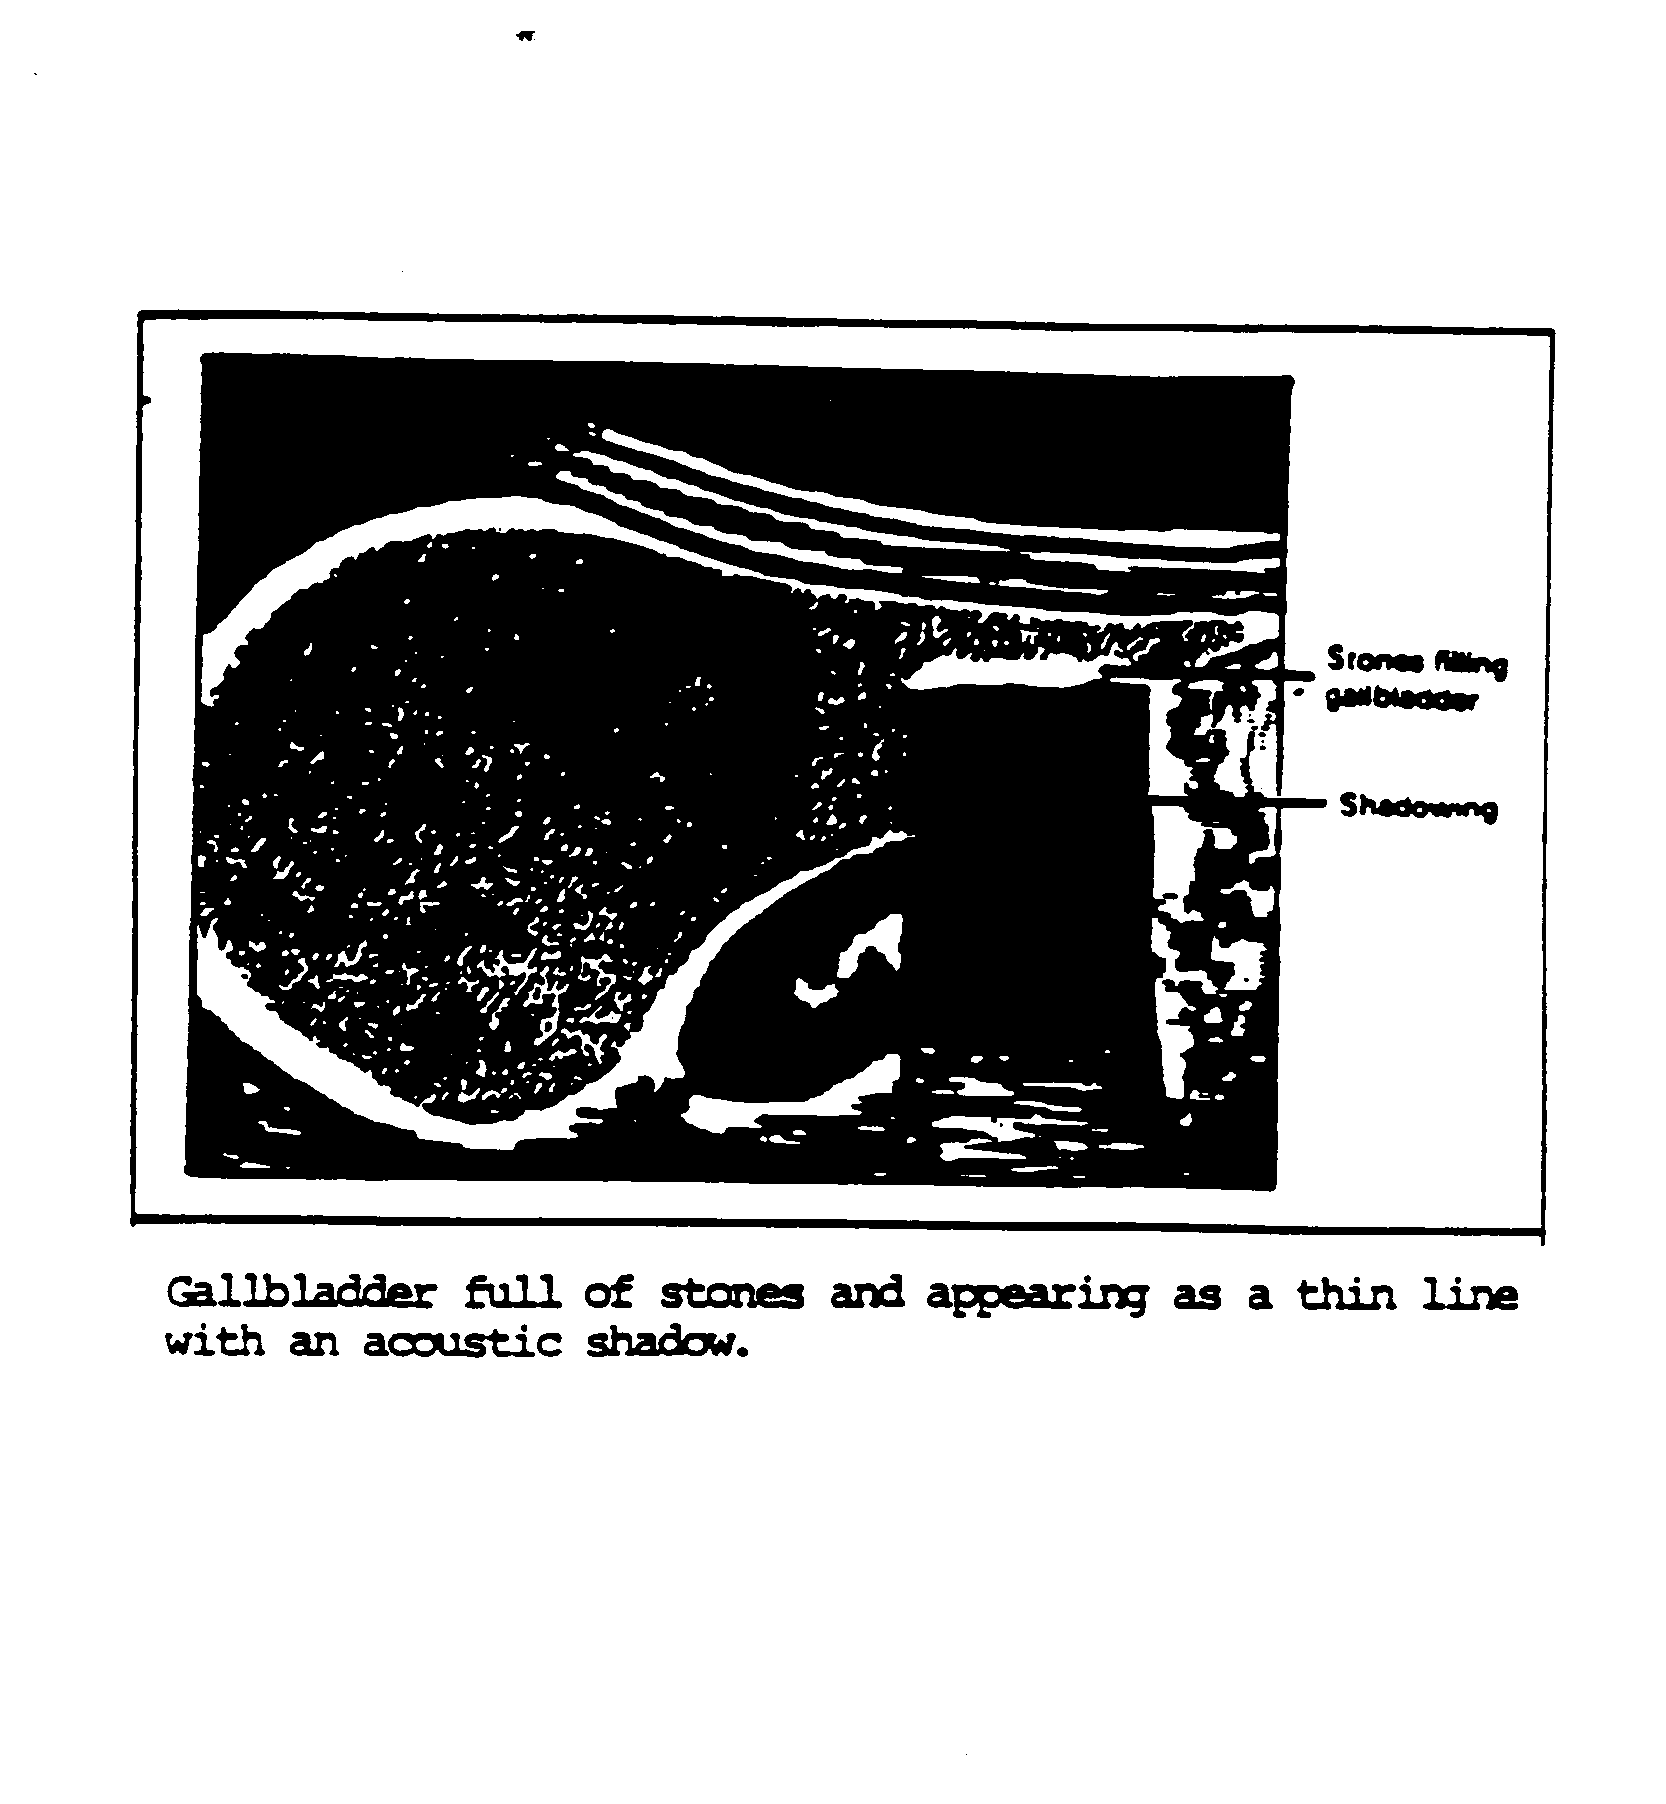 Stones filling
gallbladder
Shadowing
Gallbladder full of stones and appearing as a thin line
with an acoustic shadow.